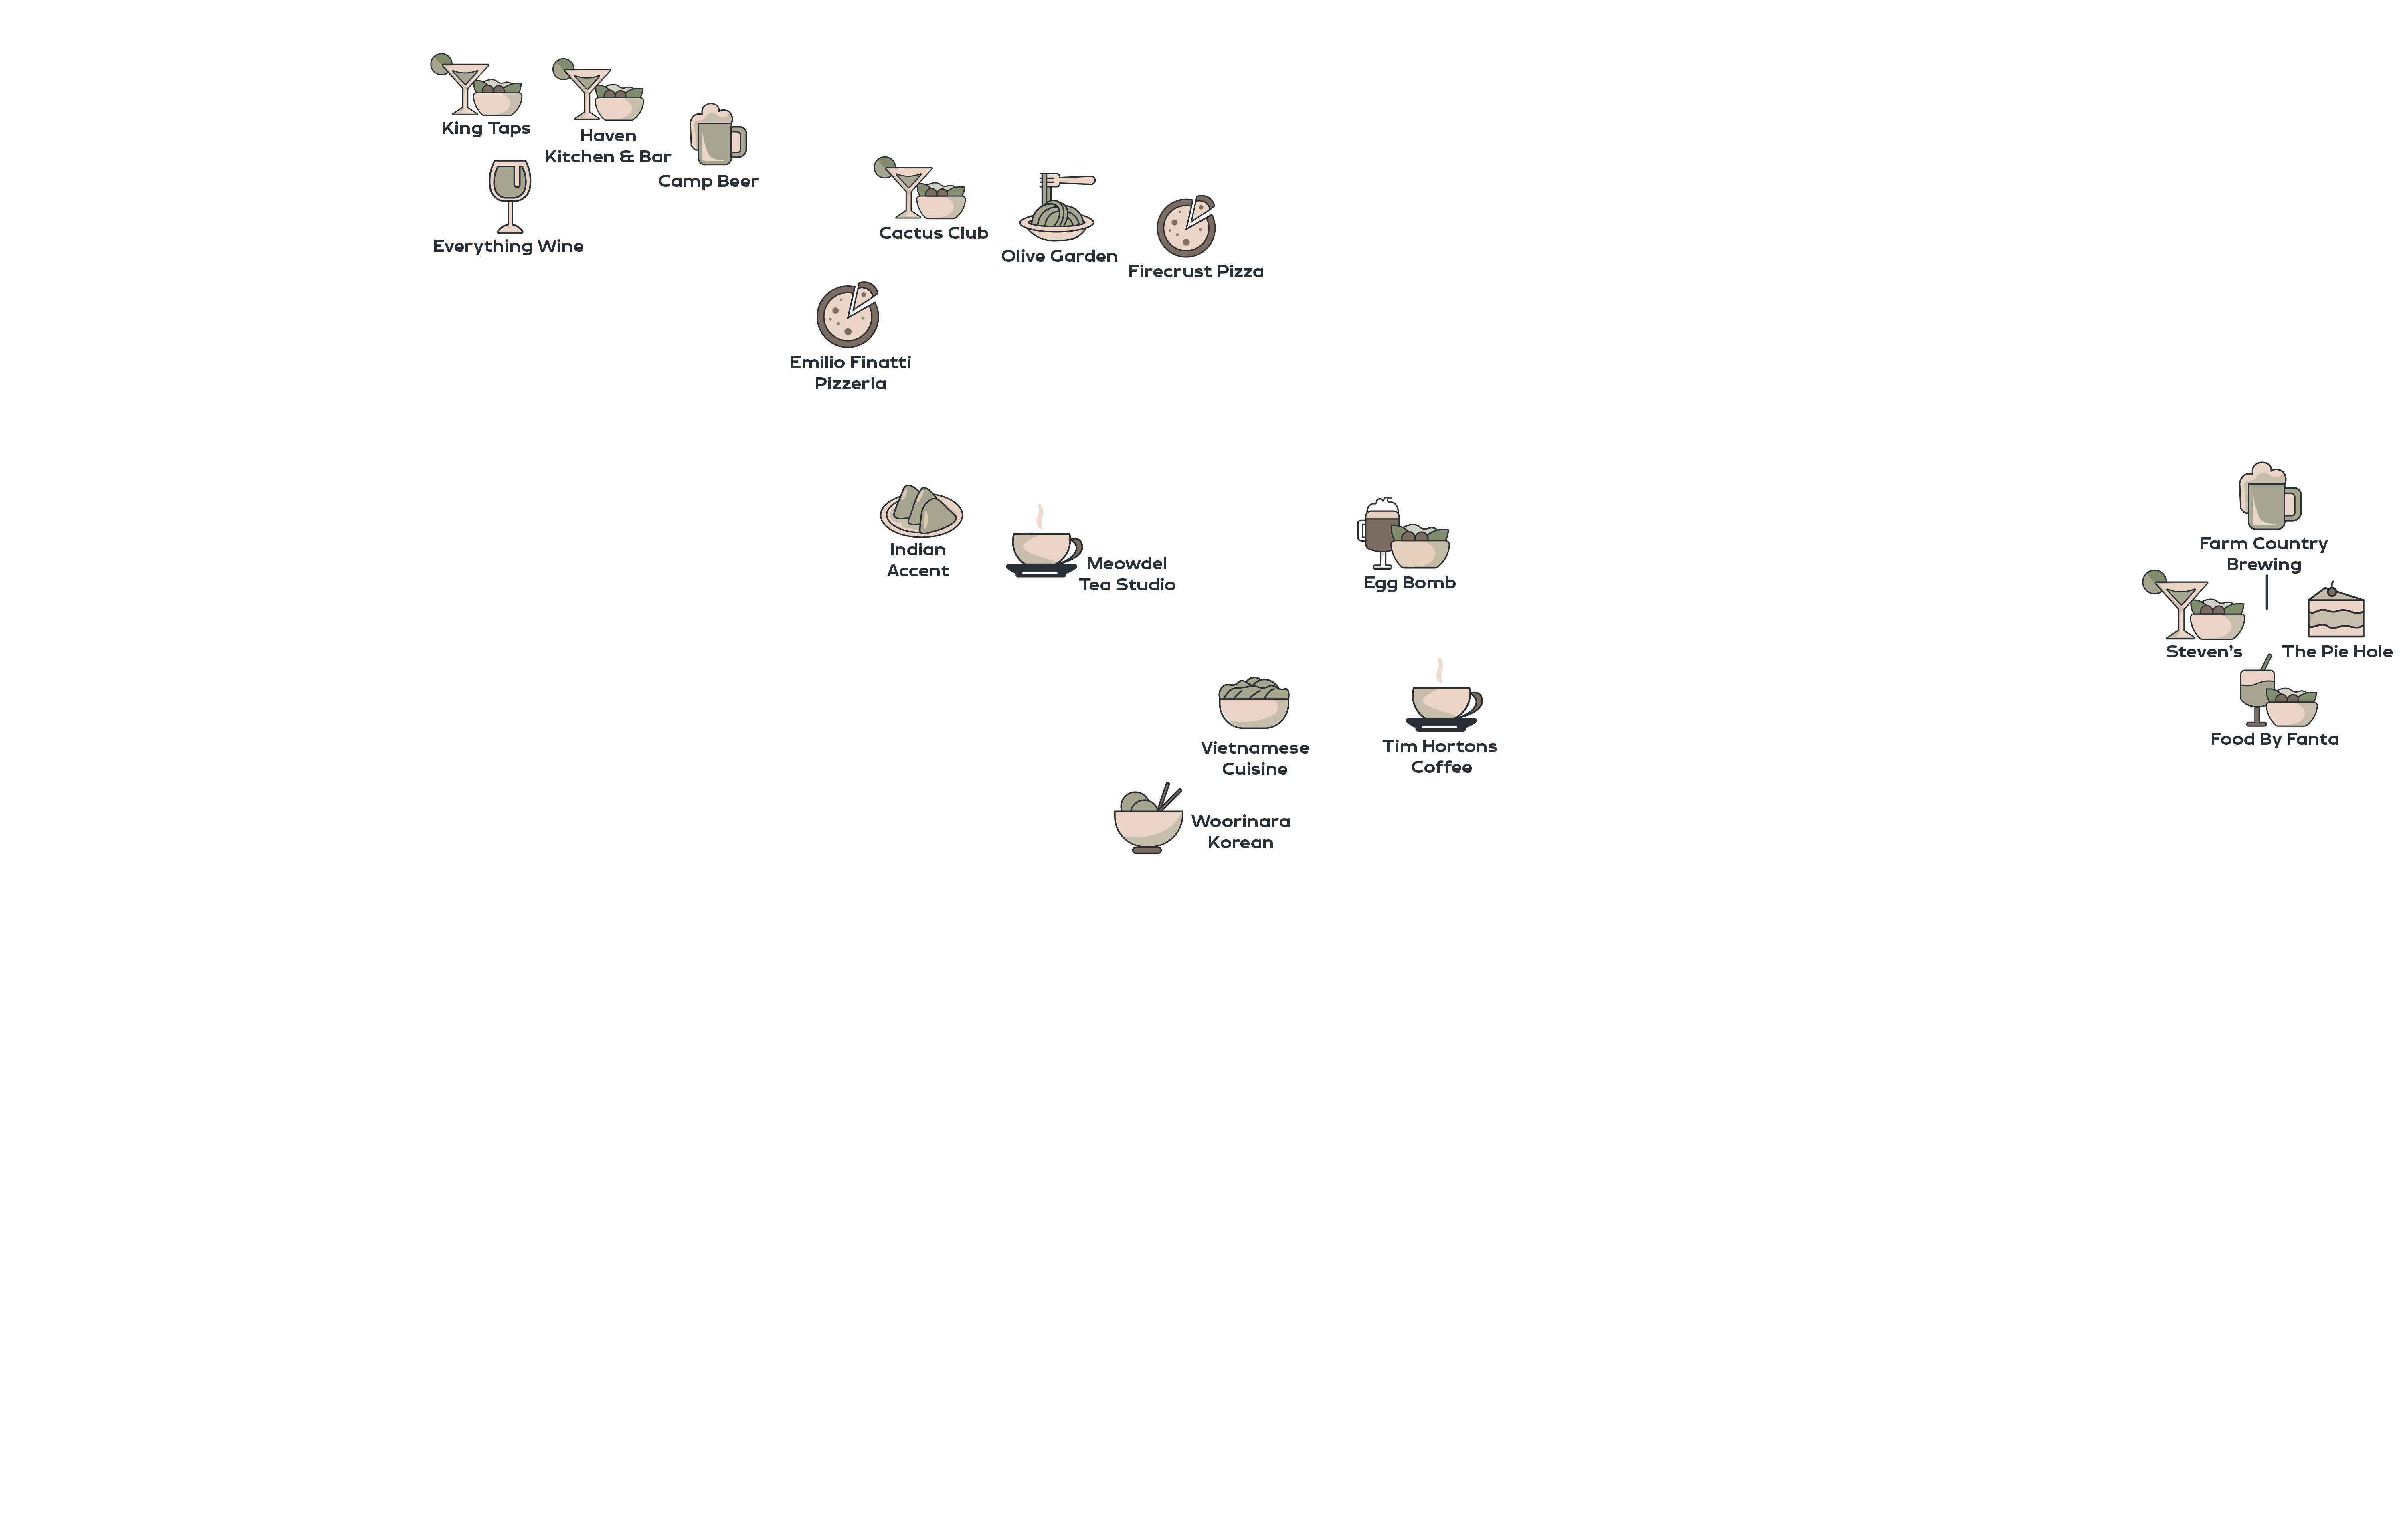 King Taps
Haven
Kitchen & Bar
Camp Beer
Everything Wine
Cactus Club
Olive Garden
Firecrust Pizza
Emilio Finatti
Pizzeria
Indian
Accent
Meowdel
Tea Studio
Egg Bomb
Farm Country
Brewing
Steven's
The Pie Hole
Food By Fanta
Vietnamese
Cuisine
Tim Hortons
Coffee
Woorinara
Korean